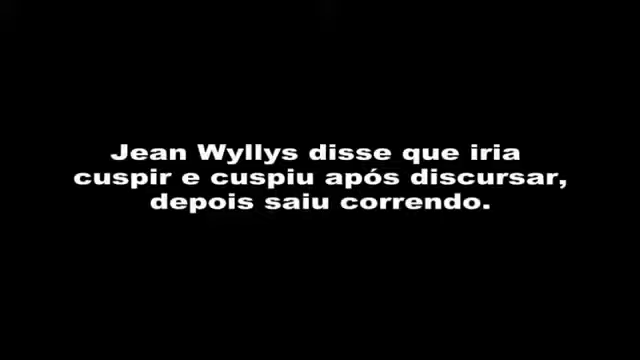 Jean Wyllys disse que iria
cuspir e cuspiu após discursar,
depois saiu correndo.